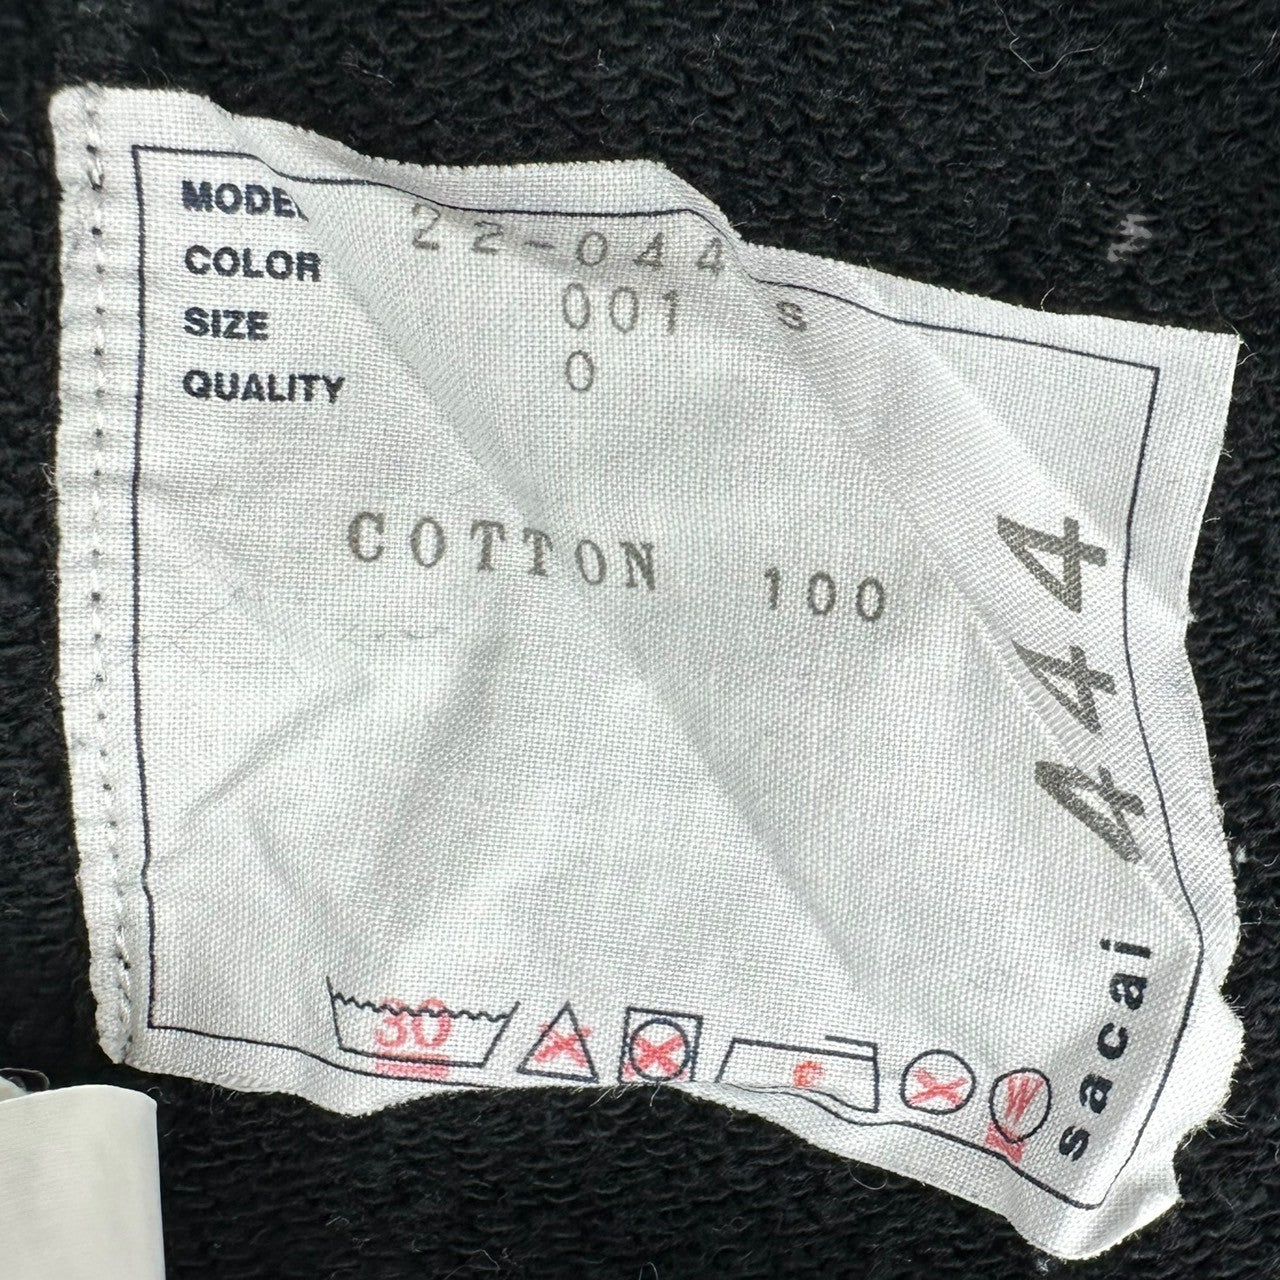 MODEL 22-044
COLOR 001 S
SIZE 0
QUALITY
COTTON 100
444
30
W
sacai